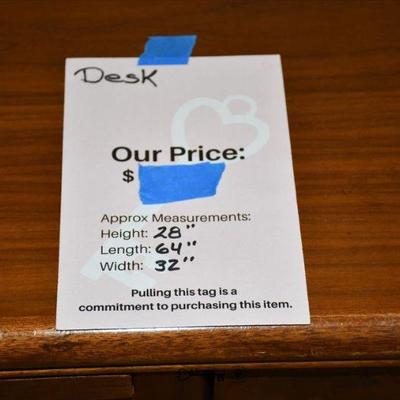 Desk
Our Price:
$
Approx Measurements:
Height: 28"
Length: 64"
Width: 32"
Pulling this tag is a
commitment to purchasing this item.